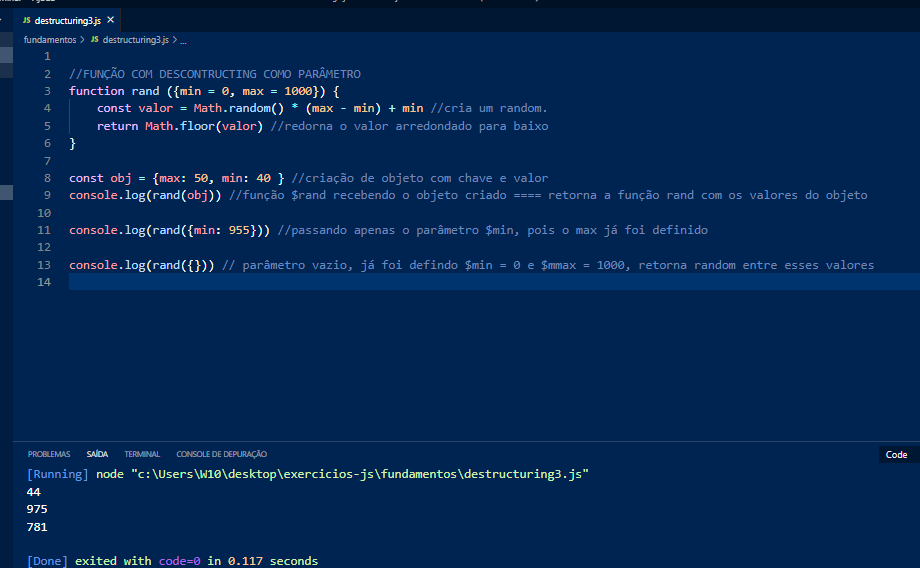 JS destructuring3.js ×
fundamentos > JS destructuring3.js > ...
1
2 //FUNÇÃO COM DESCONTRUCTING COMO PARÂMETRO
3 function rand ({min = 0, max = 1000}) {
4 const valor = Math.random() * (max - min) + min //cria um random.
5 return Math.floor(valor) //redorna o valor arredondado para baixo
6 }
7
8 const obj = {max: 50, min: 40 } //criação de objeto com chave e valor
9 console.log(rand(obj)) //função $rand recebendo o objeto criado ==== retorna a função rand com os valores do objeto
10
11 console.log(rand({min: 955})) //passando apenas o parâmetro $min, pois o max já foi definido
12
13 console.log(rand({})) // parâmetro vazio, já foi defindo $min = 0 e $mmax = 1000, retorna random entre esses valores
14
PROBLEMAS SAÍDA TERMINAL CONSOLE DE DEPURAÇÃO Code
[Running] node "c:\Users\W10\desktop\exercicios-js\fundamentos\destructuring3.js"
44
975
781
[Done] exited with code=0 in 0.117 seconds